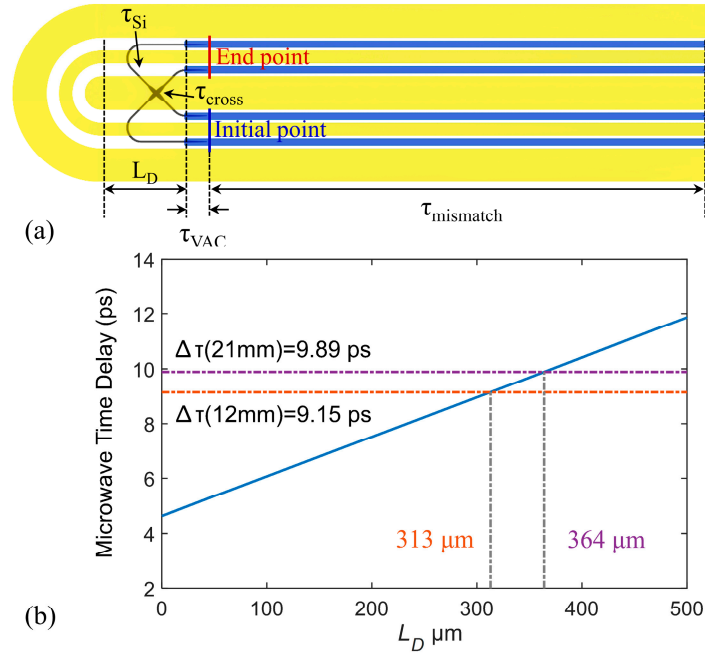 τSi
End point
τcross
Initial point
LD
τmismatch
(a)
τVAC
14
12
10
8
6
4
2
Microwave Time Delay (ps)
Δτ(21mm)=9.89 ps
Δτ(12mm)=9.15 ps
313 μm
364 μm
0
100
200
300
400
500
LD μm
(b)